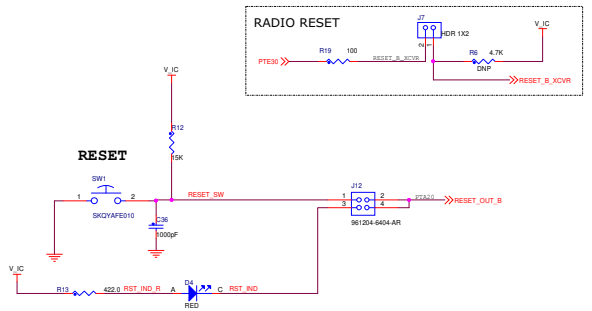 RADIO RESET
J7
HDR 1X2
V_IC
R19 100
R6 4.7K
PTE30
RESET_B_XCVR
2
1
DNP
RESET_B_XCVR
V_IC
R12
15K
RESET
SW1
1
2
RESET_SW
SKQYAFE010
C36
1000pF
J12
1
2
3
4
PTA20
RESET_OUT_B
961204-6404-AR
V_IC
R13
422.0
RST_IND_R
A
D4
C
RST_IND
RED